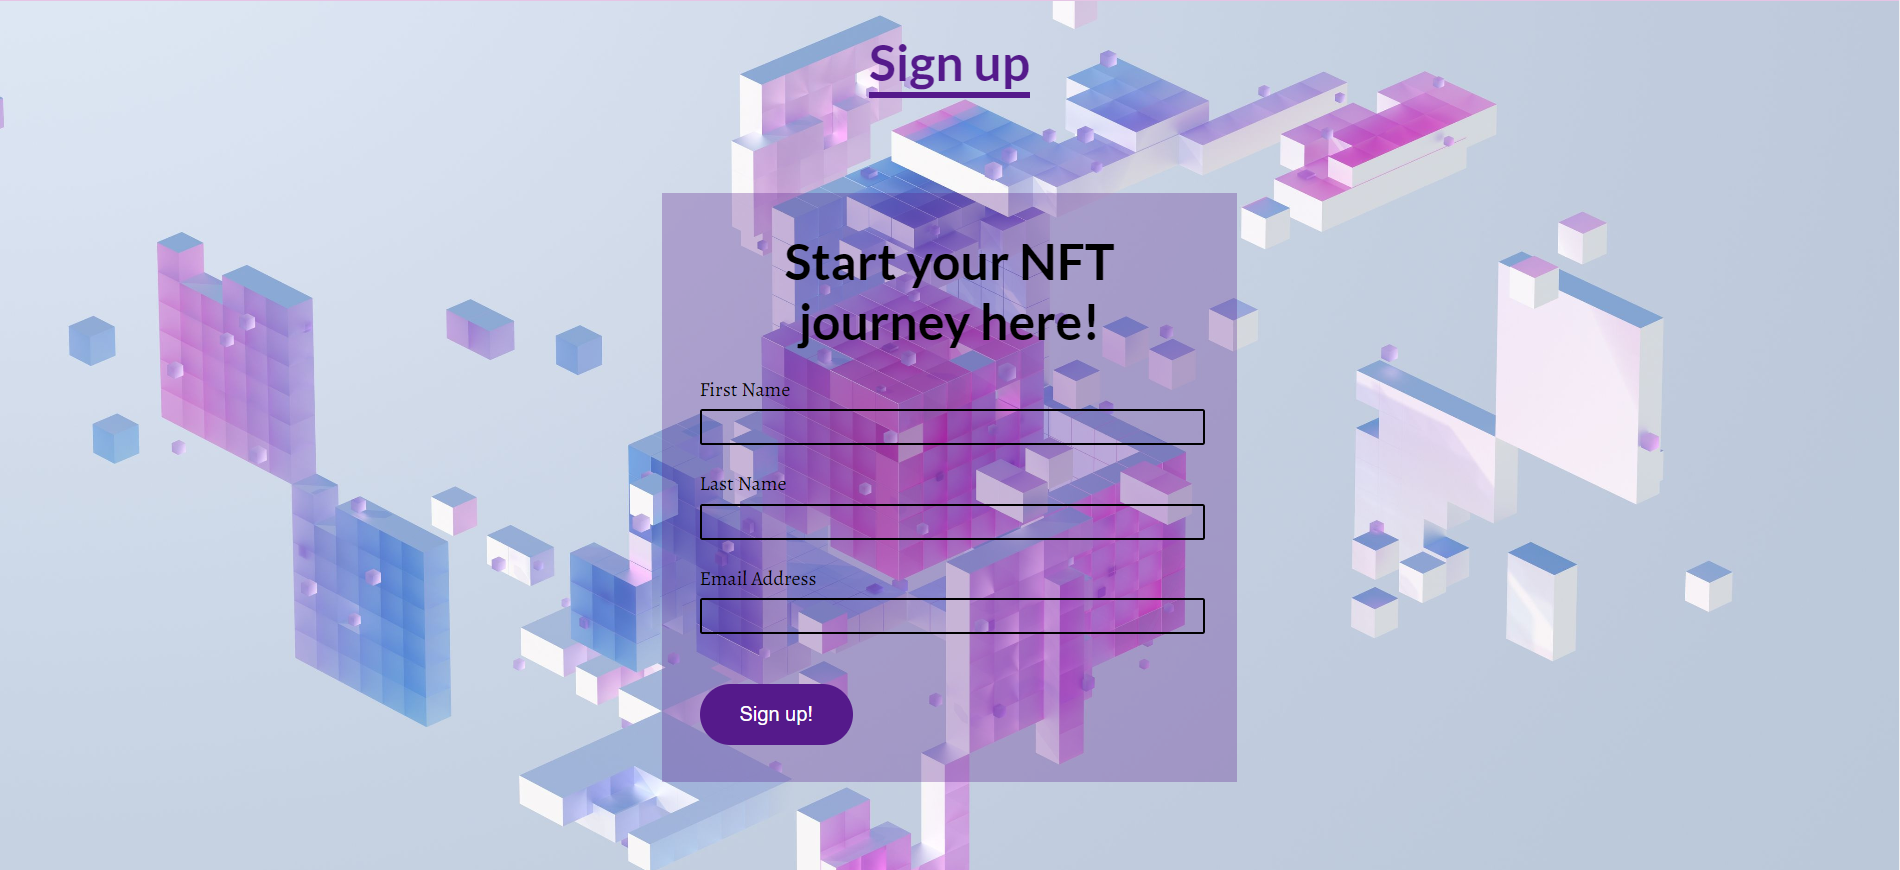 Sign up
Start your NFT
journey here!
First Name
Last Name
Email Address
Sign up!